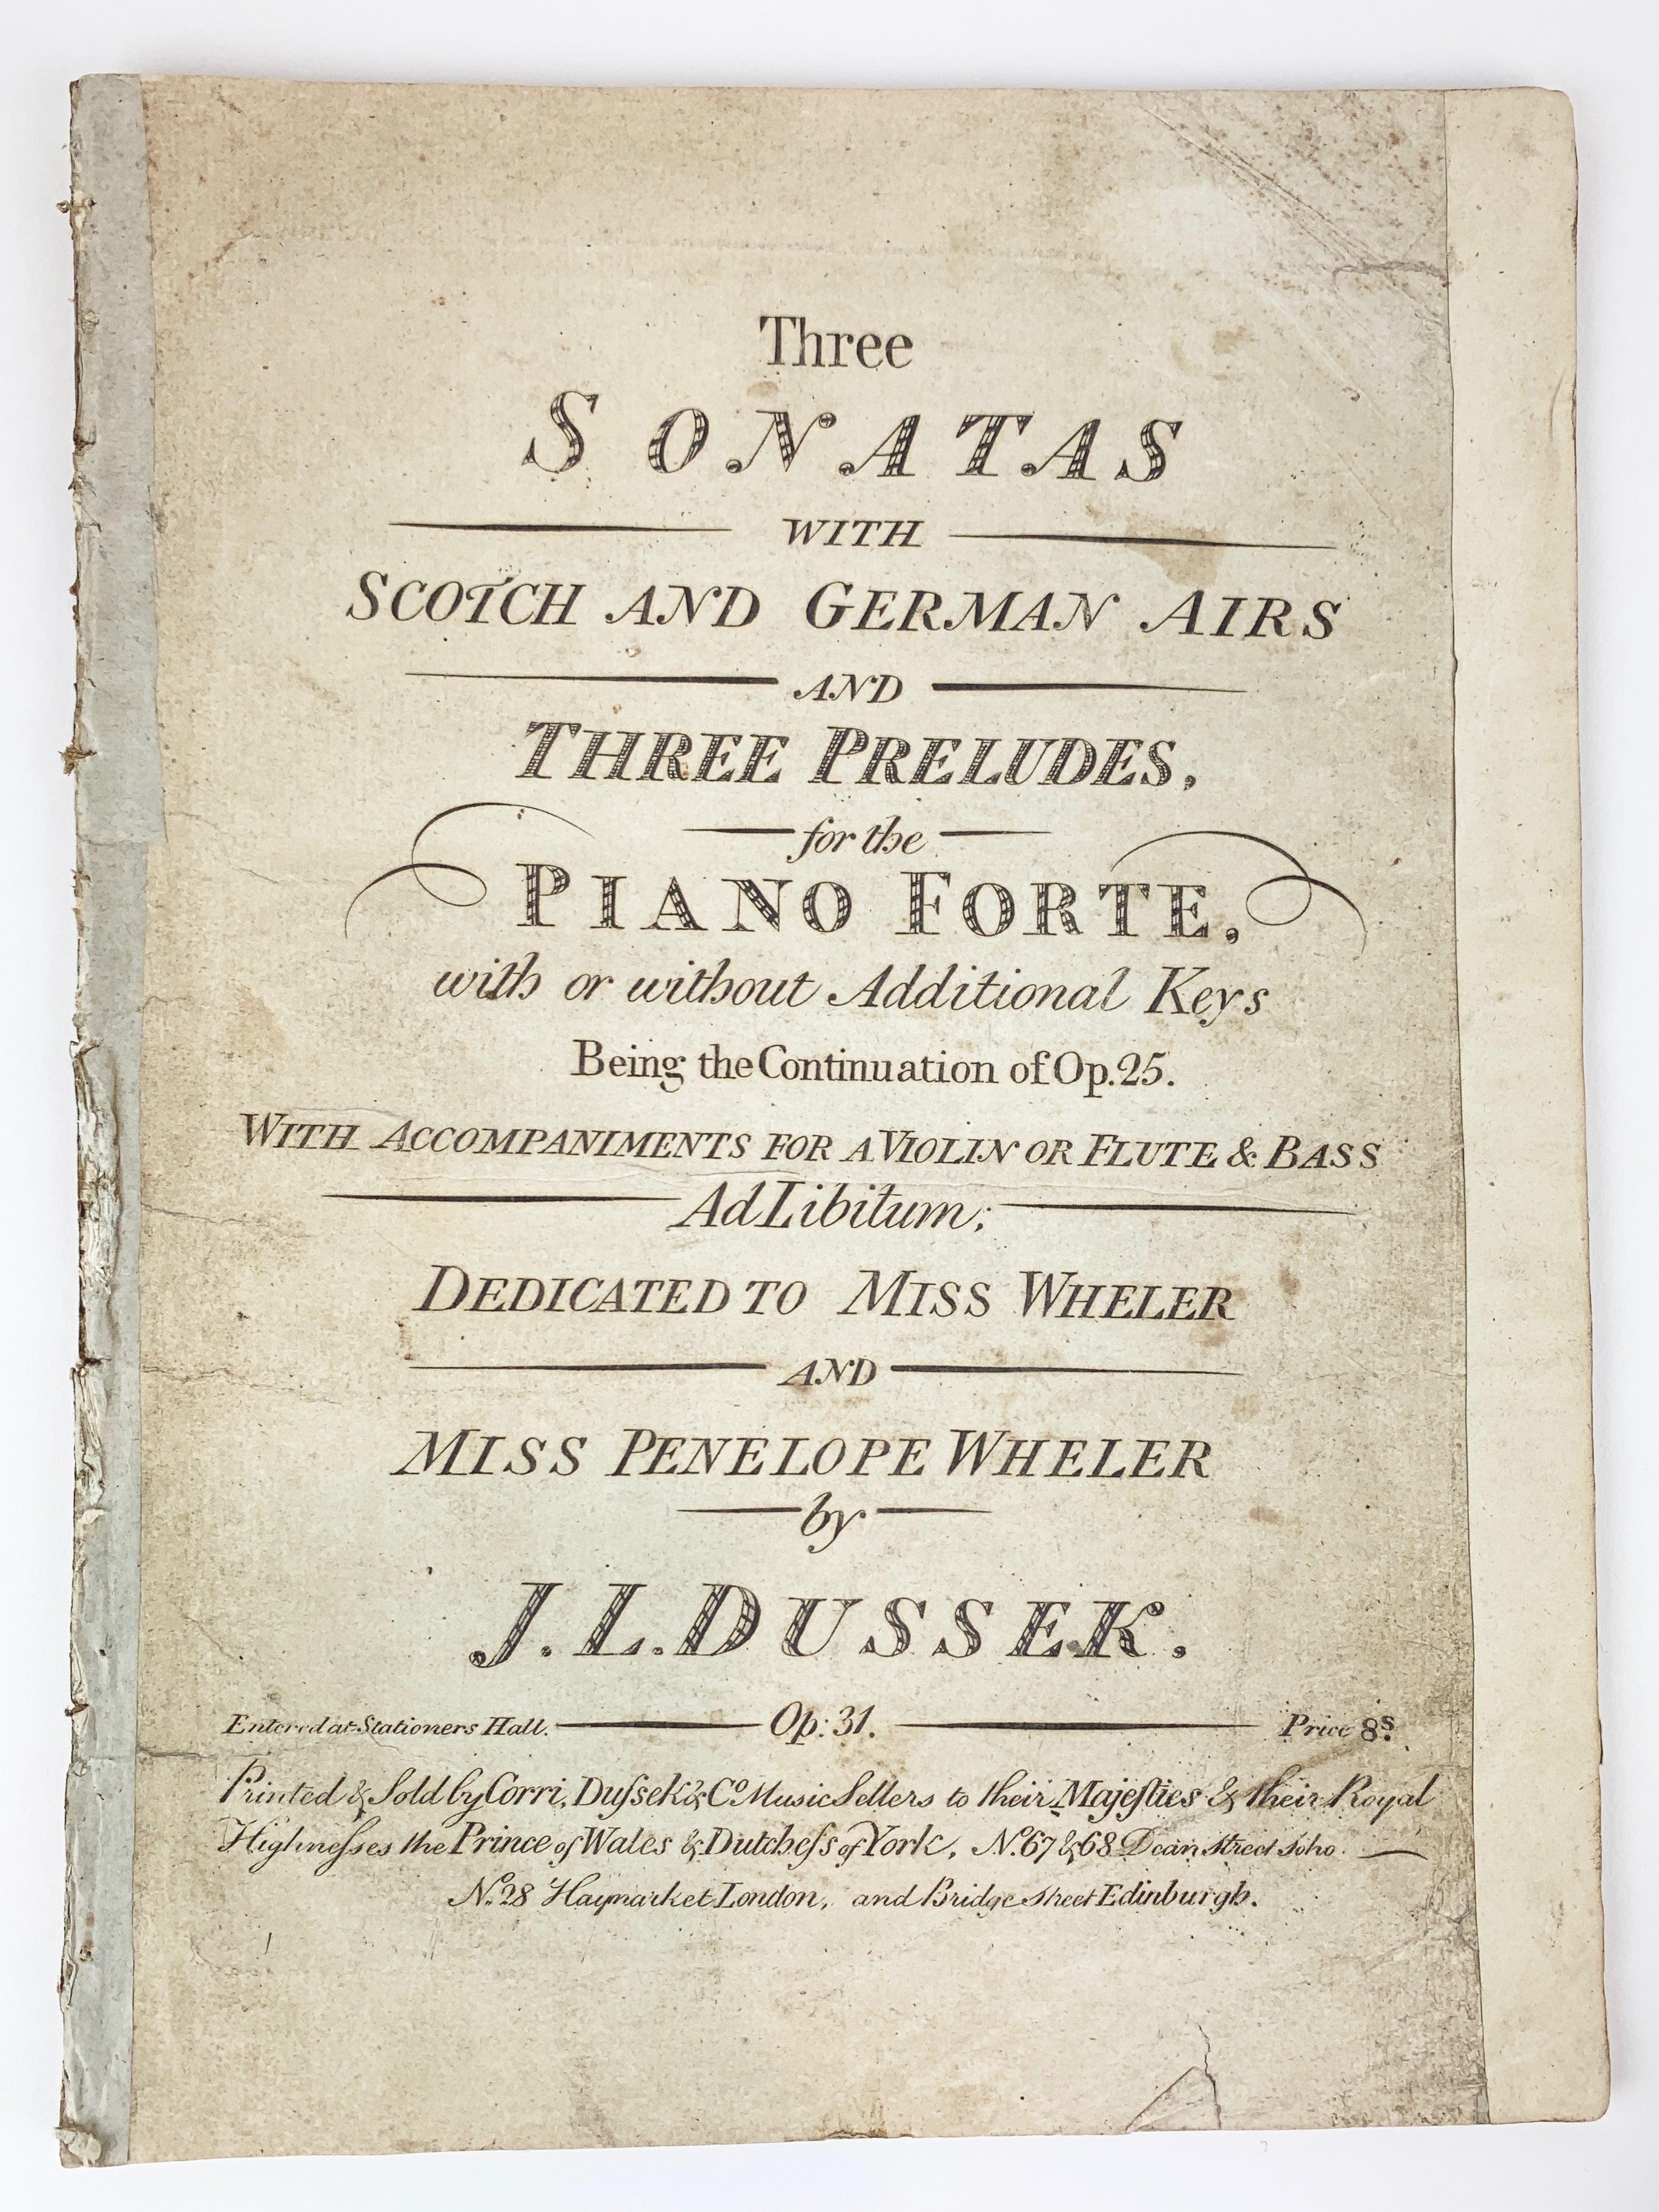 Three
SONATAS
WITH
SCOTCH AND GERMAN AIRS
AND
THREE PRELUDES,
for the
PIANO FORTE,
with or without Additional Keys
Being the Continuation of Op. 25.
WITH ACCOMPANIMENTS FOR A VIOLIN OR FLUTE & BASS
Ad Libitum;
DEDICATED TO MISS WHELER
AND
MISS PENELOPE WHELER
by
J. L. DUSSEK.
Entered at Stationers Hall. Op: 31. Price 8s.
Printed & Sold by Corri, Duſsek & Co Music Sellers to their Majeſties & their Royal
Highneſses the Prince of Wales & Dutcheſs of York, No. 67 & 68 Dean Street Soho.
No. 28 Haymarket London, and Bridge Street Edinburgh.